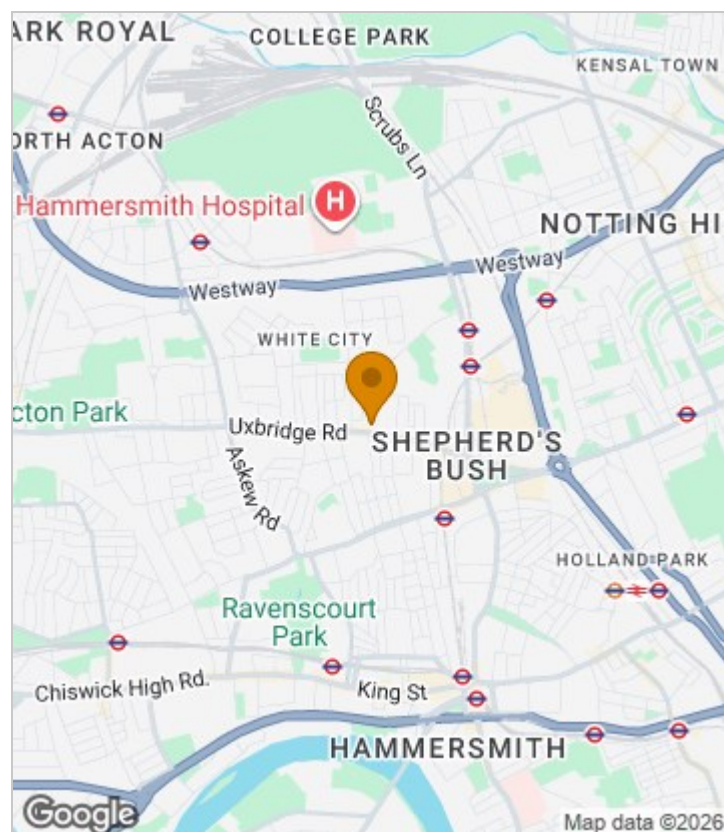 ARK ROYAL
COLLEGE PARK
KENSAL TOWN
ORTH ACTON
Scrubs Ln
Hammersmith Hospital
H
NOTTING HI
Westway
Westway
WHITE CITY
cton Park
Uxbridge Rd
SHEPHERD'S
BUSH
Askew Rd
HOLLAND PARK
Ravenscourt
Park
Chiswick High Rd.
King St
HAMMERSMITH
Google
Map data ©2026